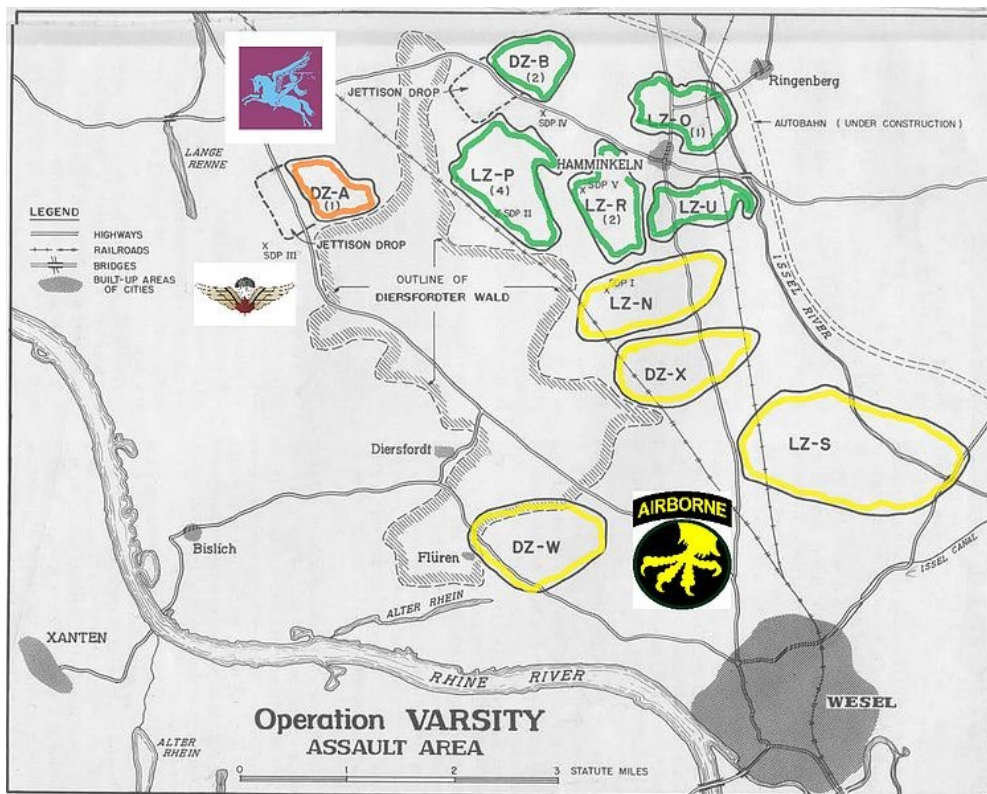 DZ-B
(2)
JETTISON DROP
x
SDP IV
Ringenberg
LZ-O
(1)
AUTOBAHN (UNDER CONSTRUCTION)
LANGE
RENNE
HAMMINKELN
LZ-P
(4)
x SDP II
x SDP V
LZ-R
(2)
LZ-U
DZ-A
(1)
JETTISON DROP
x
SDP III
LEGEND
HIGHWAYS
RAILROADS
BRIDGES
BUILT-UP AREAS
OF CITIES
OUTLINE OF
DIERSFORDTER WALD
ISSEL RIVER
SDP I
x
LZ-N
DZ-X
LZ-S
Diersfordt
AIRBORNE
Bislich
Flüren
DZ-W
ISSEL CANAL
ALTER RHEIN
XANTEN
RHINE RIVER
WESEL
Operation VARSITY
ASSAULT AREA
ALTER
RHEIN
0 1 2 3 STATUTE MILES